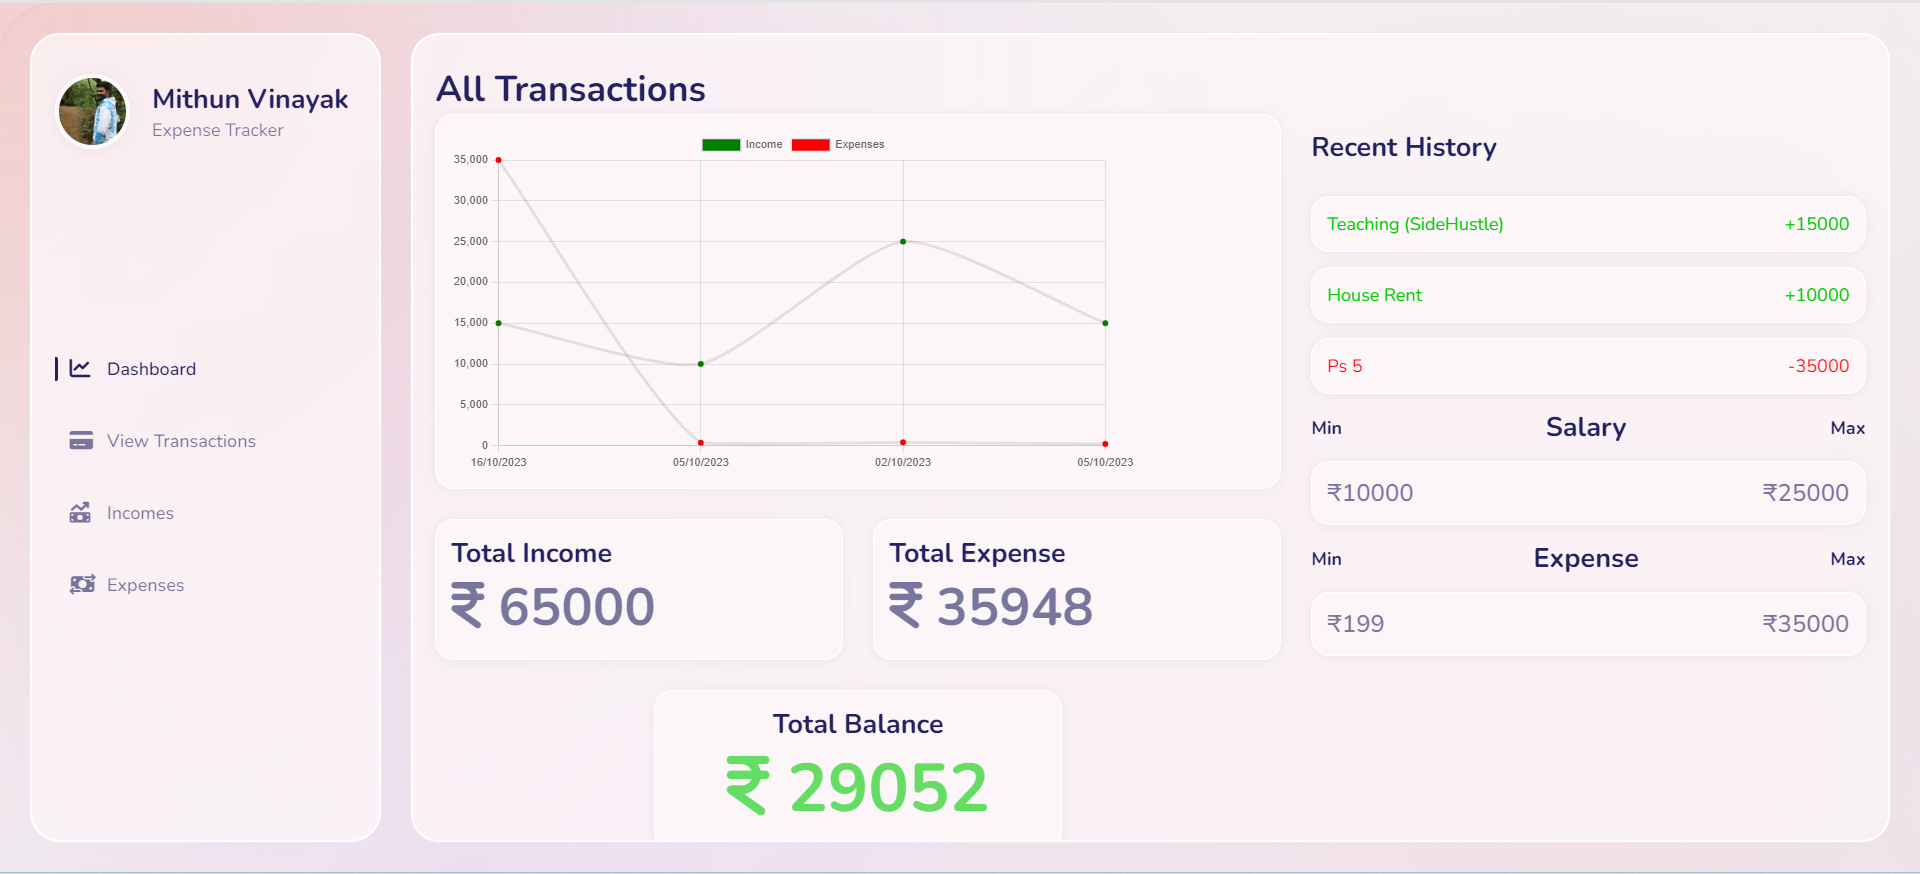 Mithun Vinayak
Expense Tracker
Dashboard
View Transactions
Incomes
Expenses
All Transactions
Income Expenses
35,000
30,000
25,000
20,000
15,000
10,000
5,000
0
16/10/2023 05/10/2023 02/10/2023 05/10/2023
Total Income
₹ 65000
Total Expense
₹ 35948
Total Balance
₹ 29052
Recent History
Teaching (SideHustle) +15000
House Rent +10000
Ps 5 -35000
Min Salary Max
₹10000 ₹25000
Min Expense Max
₹199 ₹35000